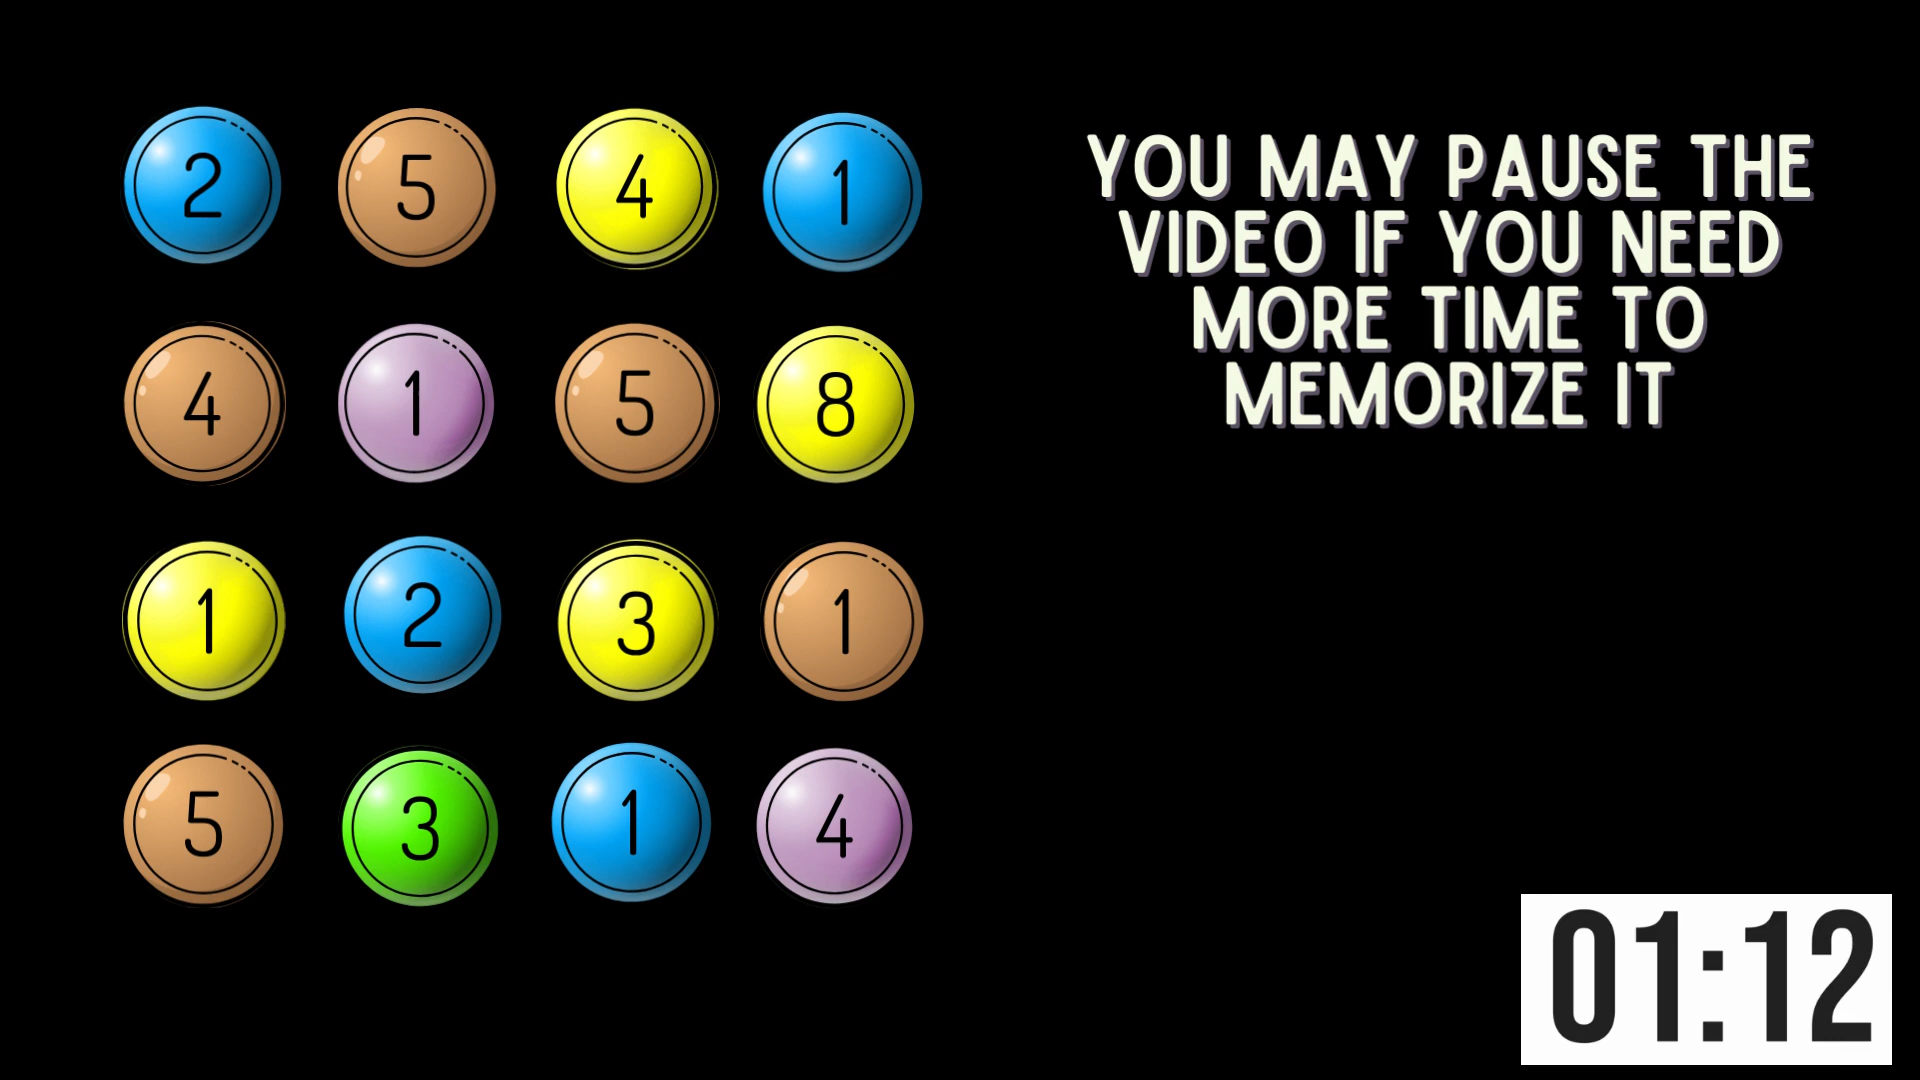 2 5 4 1
4 1 5 8
1 2 3 1
5 3 1 4
YOU MAY PAUSE THE
VIDEO IF YOU NEED
MORE TIME TO
MEMORIZE IT
01:12